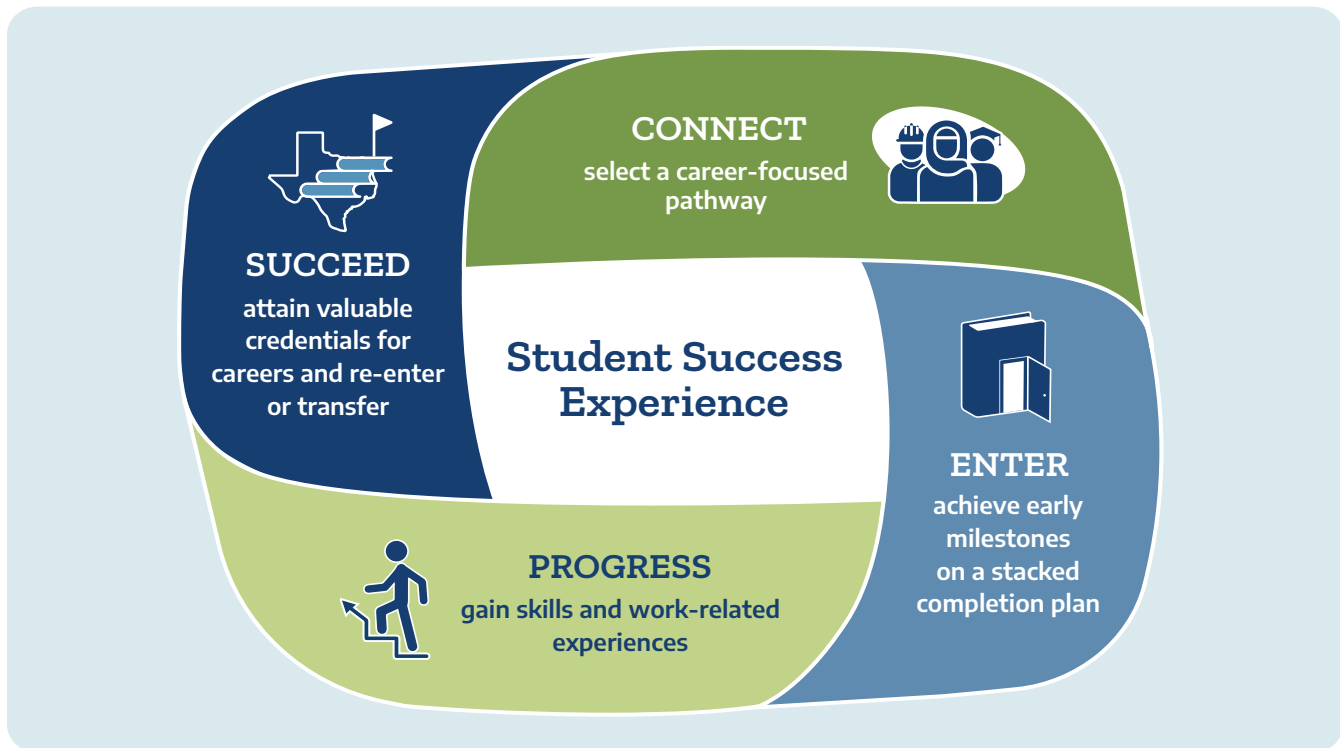 CONNECT
select a career-focused
pathway
SUCCEED
attain valuable
credentials for
careers and re-enter
or transfer
Student Success
Experience
ENTER
achieve early
milestones
on a stacked
completion plan
PROGRESS
gain skills and work-related
experiences